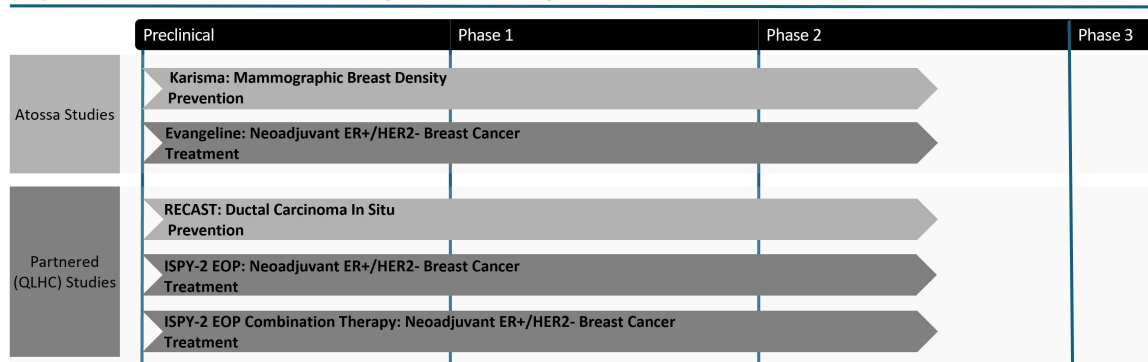 Preclinical
Phase 1
Phase 2
Phase 3
Atossa Studies
Karisma: Mammographic Breast Density
Prevention
Evangeline: Neoadjuvant ER+/HER2- Breast Cancer
Treatment
Partnered
(QLHC) Studies
RECAST: Ductal Carcinoma In Situ
Prevention
ISPY-2 EOP: Neoadjuvant ER+/HER2- Breast Cancer
Treatment
ISPY-2 EOP Combination Therapy: Neoadjuvant ER+/HER2- Breast Cancer
Treatment